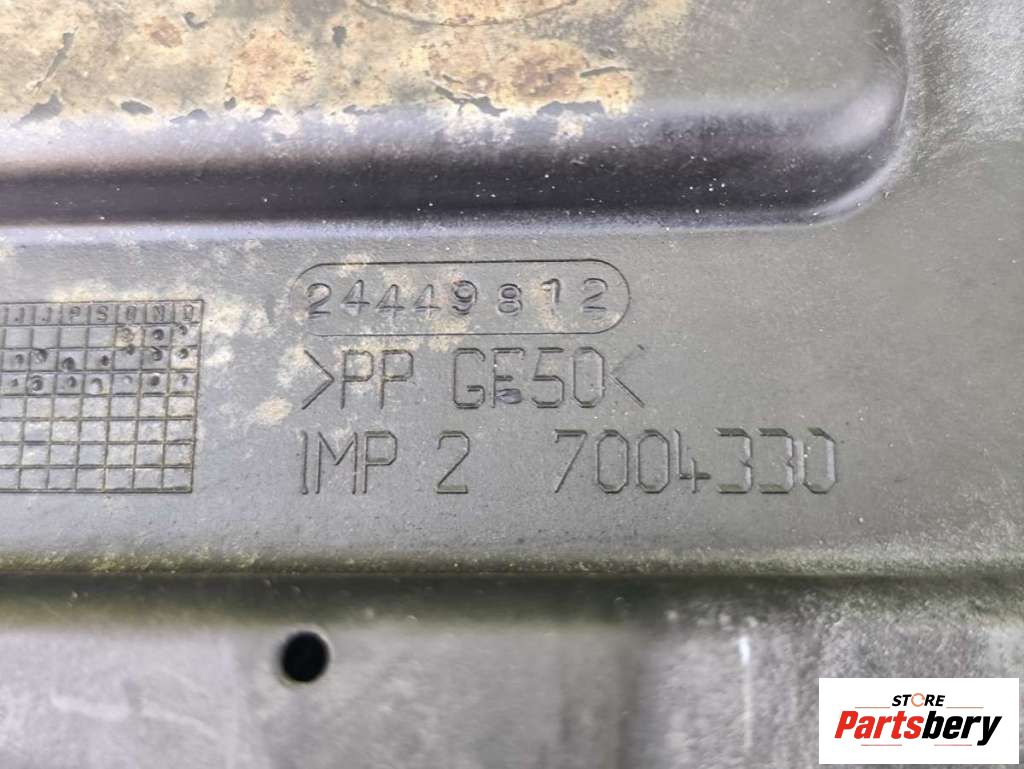 24449812
>PP GF50<
IMP 2 7004330
J J P S O N D
STORE
Partsbery